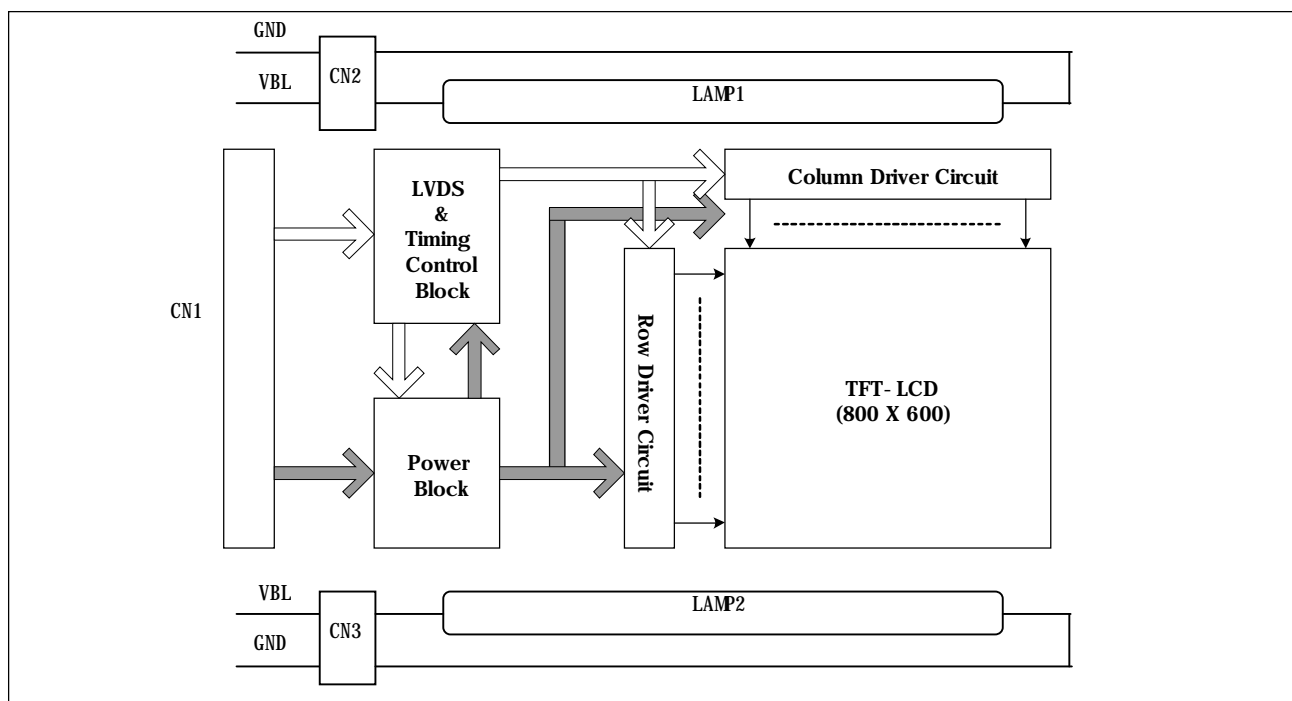 GND
CN2
VBL
LAMP1
LVDS
&
Timing
Control
Block
Column Driver Circuit
CN1
Row Driver Circuit
TFT- LCD
(800 X 600)
Power
Block
VBL
LAMP2
CN3
GND